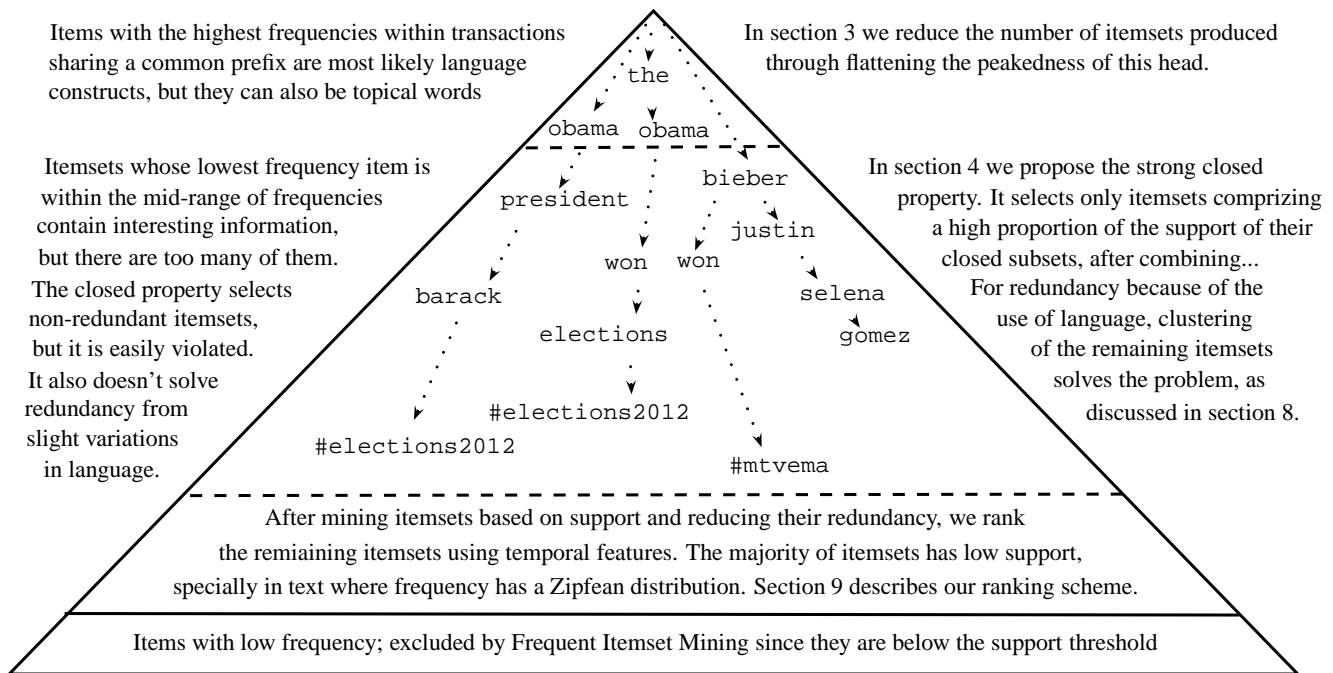 Items with the highest frequencies within transactions
sharing a common prefix are most likely language
constructs, but they can also be topical words
In section 3 we reduce the number of itemsets produced
through flattening the peakedness of this head.
the
obama
obama
Itemsets whose lowest frequency item is
within the mid-range of frequencies
contain interesting information,
but there are too many of them.
The closed property selects
non-redundant itemsets,
but it is easily violated.
It also doesn't solve
redundancy from
slight variations
in language.
president
barack
#elections2012
won
elections
#elections2012
bieber
won
#mtvema
justin
selena
gomez
In section 4 we propose the strong closed
property. It selects only itemsets comprizing
a high proportion of the support of their
closed subsets, after combining...
For redundancy because of the
use of language, clustering
of the remaining itemsets
solves the problem, as
discussed in section 8.
After mining itemsets based on support and reducing their redundancy, we rank
the remiaining itemsets using temporal features. The majority of itemsets has low support,
specially in text where frequency has a Zipfean distribution. Section 9 describes our ranking scheme.
Items with low frequency; excluded by Frequent Itemset Mining since they are below the support threshold